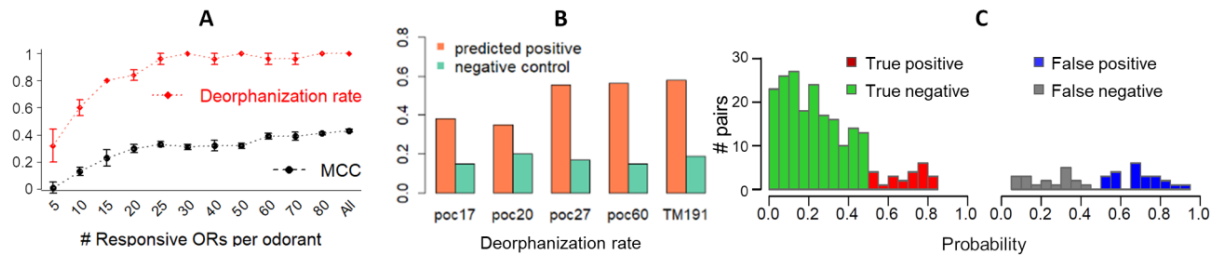 A
1
0.8
0.6
0.4
0.2
0
Deorphanization rate
MCC
5 10 15 20 25 30 40 50 60 70 80 All
# Responsive ORs per odorant
B
0.8
0.4
0.0
predicted positive
negative control
poc17 poc20 poc27 poc60 TM191
Deorphanization rate
C
30
20
10
0
# pairs
True positive
True negative
False positive
False negative
0.0 0.2 0.4 0.6 0.8 1.0
0.0 0.2 0.4 0.6 0.8 1.0
Probability